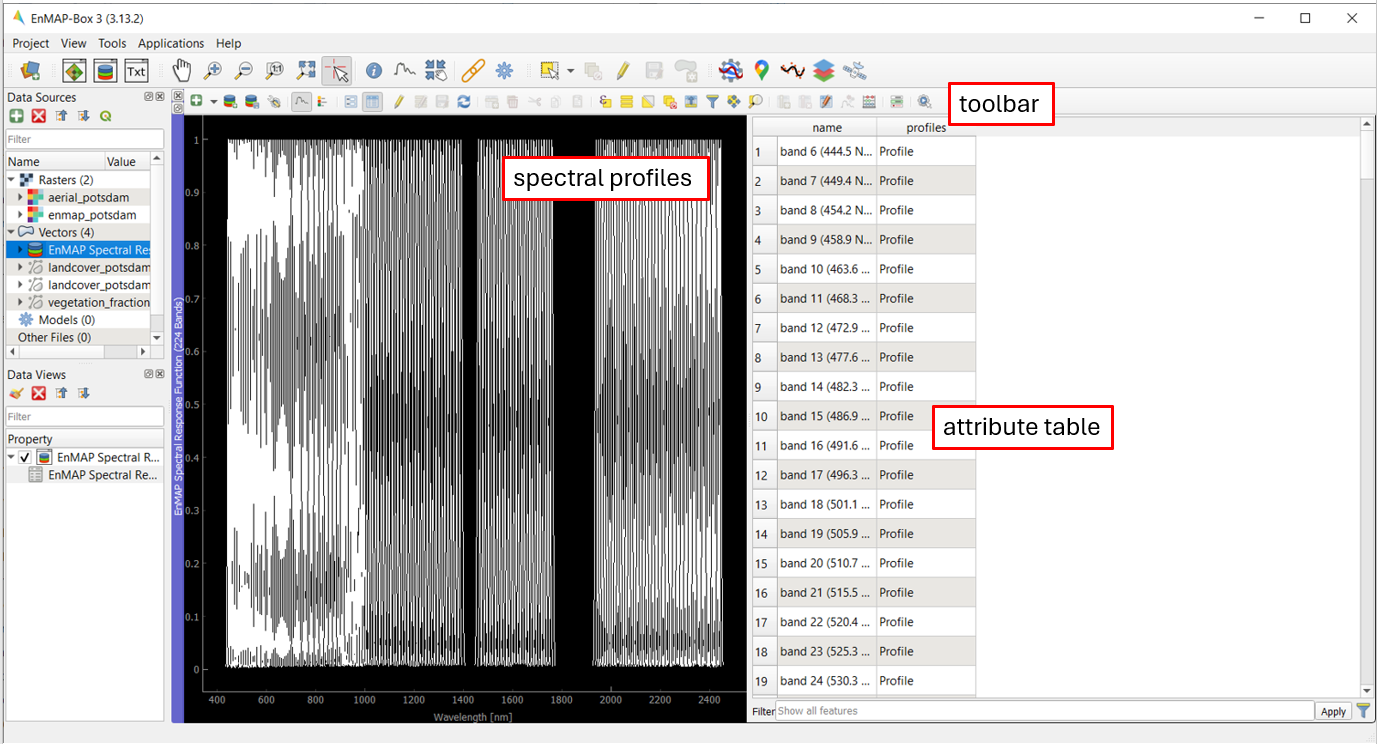 EnMAP-Box 3 (3.13.2)
Project View Tools Applications Help
Txt
1:1
Data Sources
Filter
Name Value
Rasters (2)
aerial_potsdam
enmap_potsdam
Vectors (4)
EnMAP Spectral Res
landcover_potsdam
landcover_potsdam
vegetation_fraction
Models (0)
Other Files (0)
Data Views
Filter
Property
EnMAP Spectral R...
EnMAP Spectral Re...
toolbar
spectral profiles
EnMAP Spectral Response Function (224 Bands)
1
0.9
0.8
0.7
0.6
0.5
0.4
0.3
0.2
0.1
0
400 600 800 1000 1200 1400 1600 1800 2000 2200 2400
Wavelength [nm]
name profiles
1 band 6 (444.5 N... Profile
2 band 7 (449.4 N... Profile
3 band 8 (454.2 N... Profile
4 band 9 (458.9 N... Profile
5 band 10 (463.6 ... Profile
6 band 11 (468.3 ... Profile
7 band 12 (472.9 ... Profile
8 band 13 (477.6 ... Profile
9 band 14 (482.3 ... Profile
10 band 15 (486.9 ... Profile
attribute table
11 band 16 (491.6 ... Profile
12 band 17 (496.3 ... Profile
13 band 18 (501.1 ... Profile
14 band 19 (505.9 ... Profile
15 band 20 (510.7 ... Profile
16 band 21 (515.5 ... Profile
17 band 22 (520.4 ... Profile
18 band 23 (525.3 ... Profile
19 band 24 (530.3 ... Profile
Filter Show all features Apply